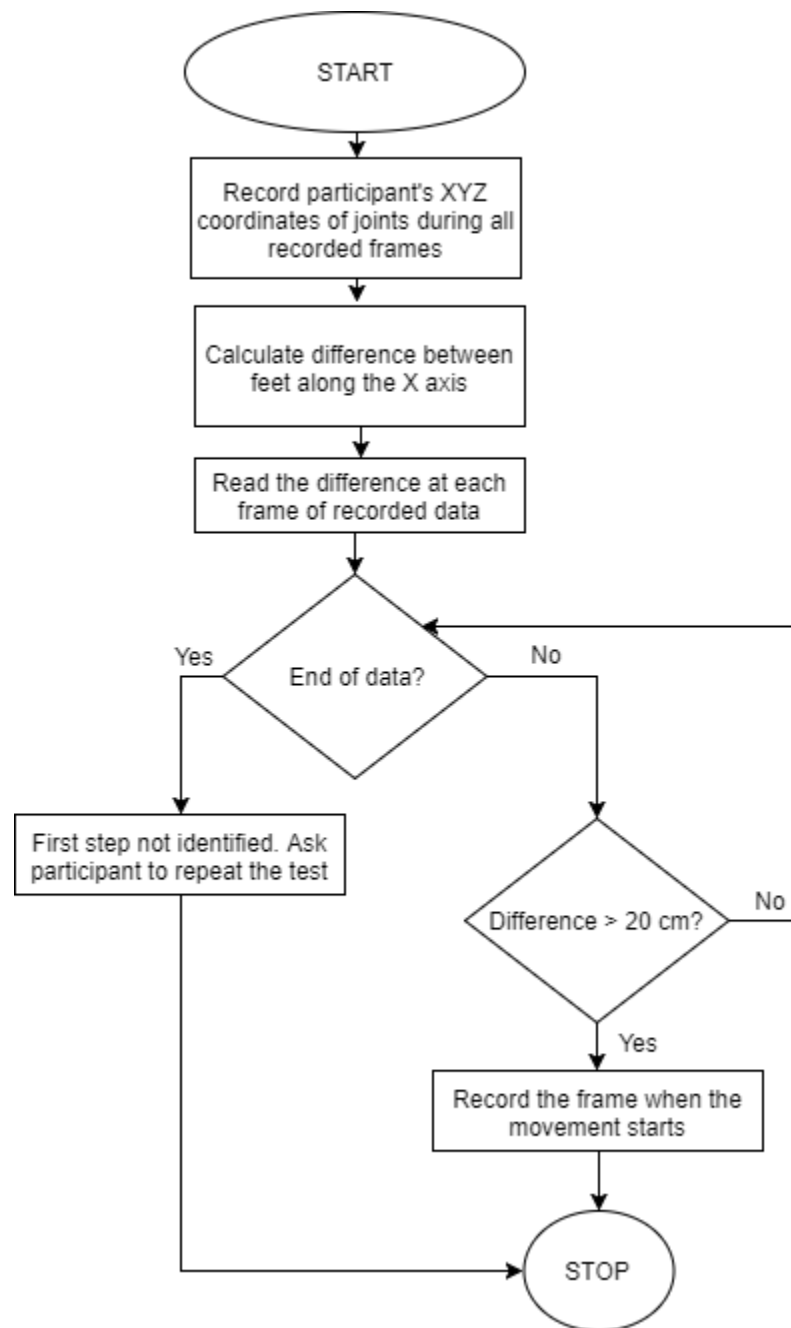 START
Record participant's XYZ
coordinates of joints during all
recorded frames
Calculate difference between
feet along the X axis
Read the difference at each
frame of recorded data
Yes
No
End of data?
First step not identified. Ask
participant to repeat the test
Difference > 20 cm?
No
Yes
Record the frame when the
movement starts
STOP